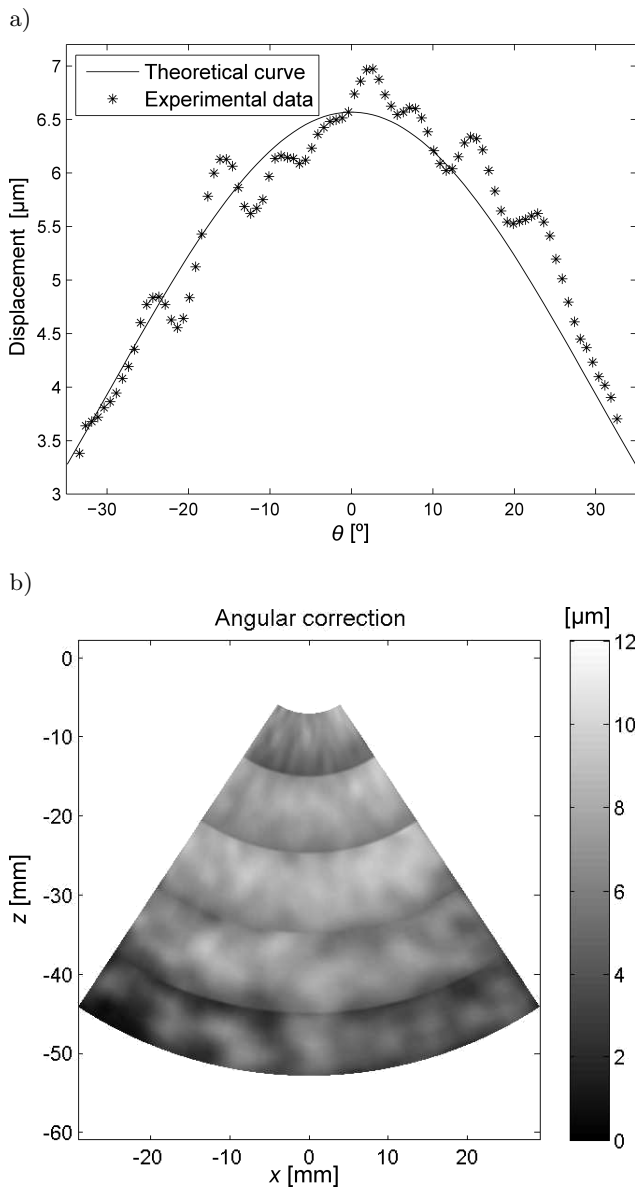 a)
Theoretical curve
Experimental data
Displacement [µm]
7
6.5
6
5.5
5
4.5
4
3.5
3
−30 −20 −10 0 10 20 30
θ [º]
b)
Angular correction
[µm]
0
-10
-20
-30
-40
-50
-60
z [mm]
-20 -10 0 10 20
x [mm]
12
10
8
6
4
2
0